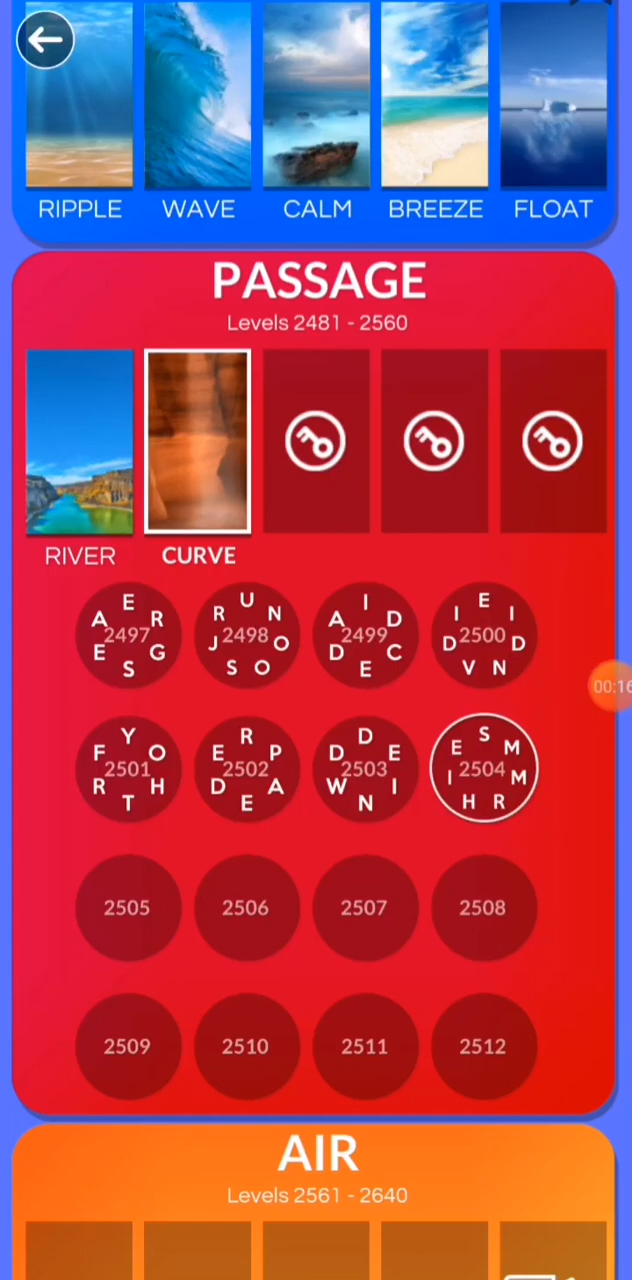 RIPPLE WAVE CALM BREEZE FLOAT
PASSAGE
Levels 2481 - 2560
RIVER CURVE
E R G S E A 2497
U N O O S J R 2498
I D C E D A 2499
E I D N V D I 2500
00:16
Y O H T R F 2501
R P A E D E 2502
D E I N W D 2503
S M M R H I E 2504
2505 2506 2507 2508
2509 2510 2511 2512
AIR
Levels 2561 - 2640